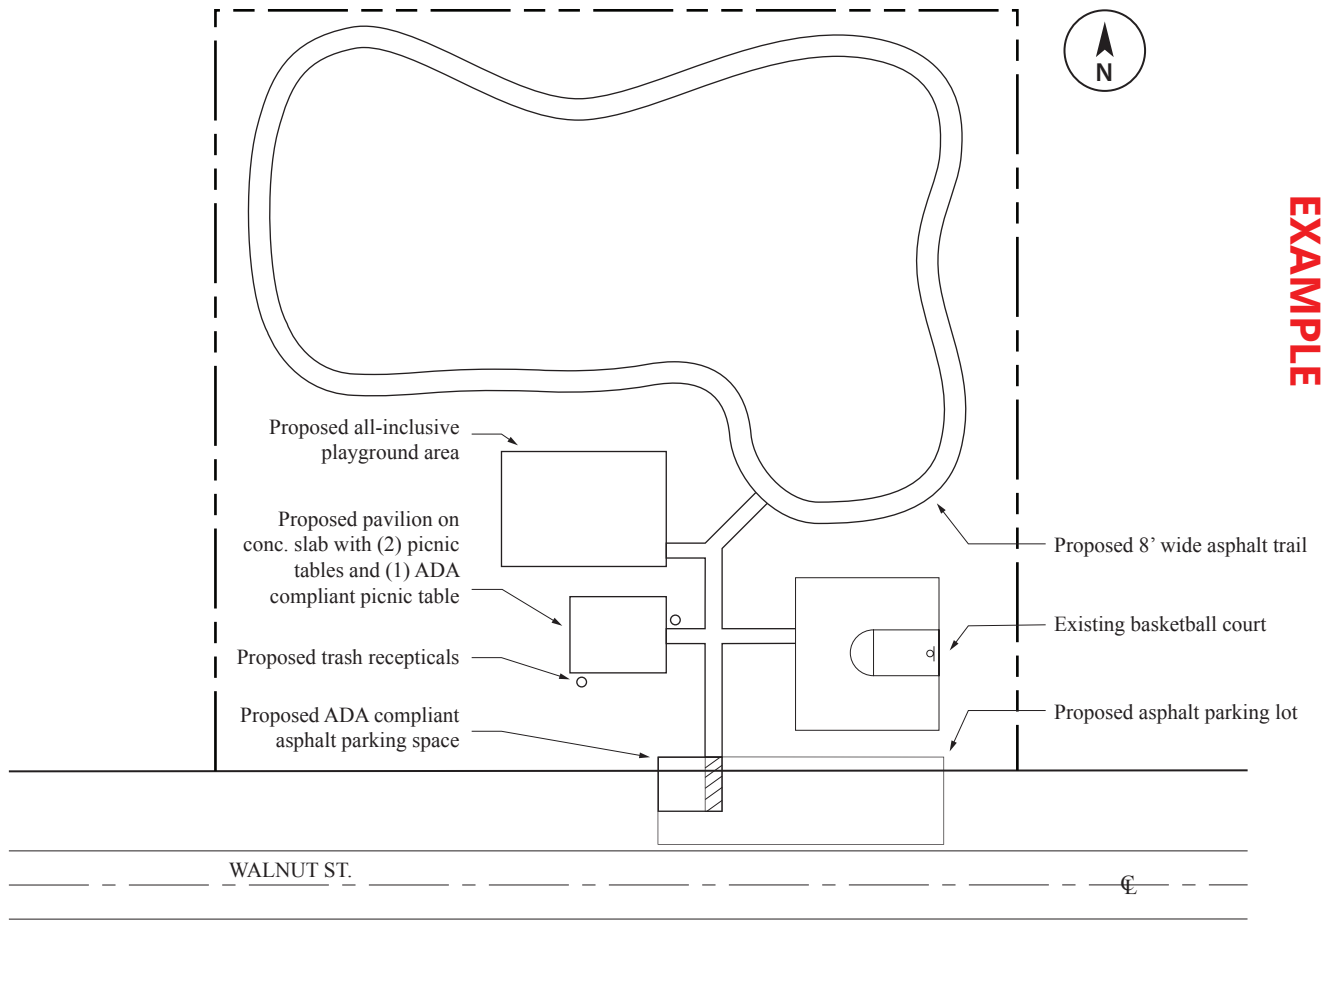 N
EXAMPLE
Proposed all-inclusive
playground area
Proposed pavilion on
conc. slab with (2) picnic
tables and (1) ADA
compliant picnic table
Proposed trash recepticals
Proposed ADA compliant
asphalt parking space
Proposed 8’ wide asphalt trail
Existing basketball court
Proposed asphalt parking lot
WALNUT ST.
℄